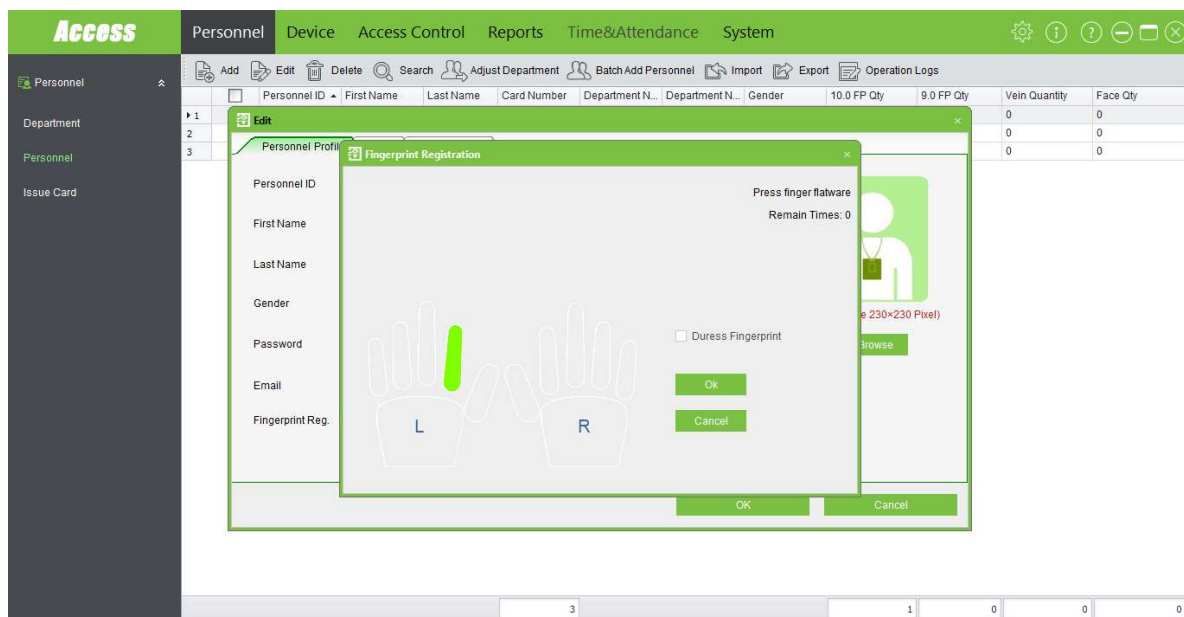 Access
Personnel Device Access Control Reports Time&Attendance System
Personnel
Department
Personnel
Issue Card
Add Edit Delete Search Adjust Department Batch Add Personnel Import Export Operation Logs
Personnel ID First Name Last Name Card Number Department N... Department N... Gender 10.0 FP Qty 9.0 FP Qty Vein Quantity Face Qty
1 0 0
2 0 0
3 0 0
Edit
Personnel Profil
Personnel ID
First Name
Last Name
Gender
Password
Email
Fingerprint Reg.
e 230×230 Pixel)
Browse
OK Cancel
Fingerprint Registration
Press finger flatware
Remain Times: 0
Duress Fingerprint
Ok
Cancel
L R
3 1 0 0 0